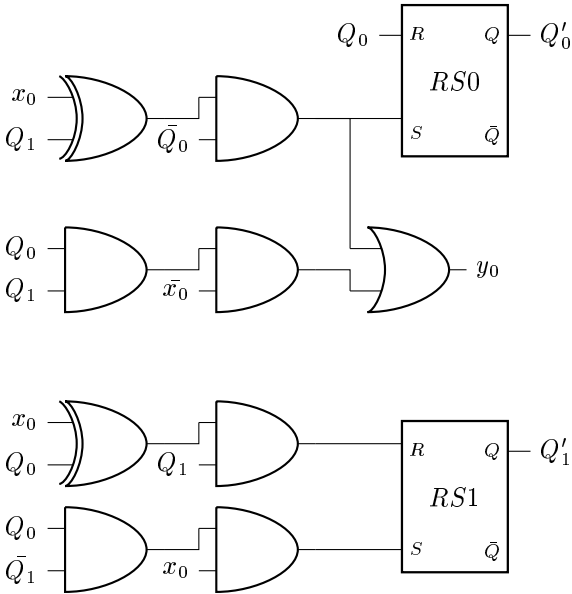 Q₀ R Q Q′₀
x₀
RS0
Q₁ Q̄₀ S Q̄
Q₀
y₀
Q₁ x̄₀
x₀
R Q Q′₁
Q₀ Q₁
RS1
Q₀
S Q̄
Q̄₁ x₀